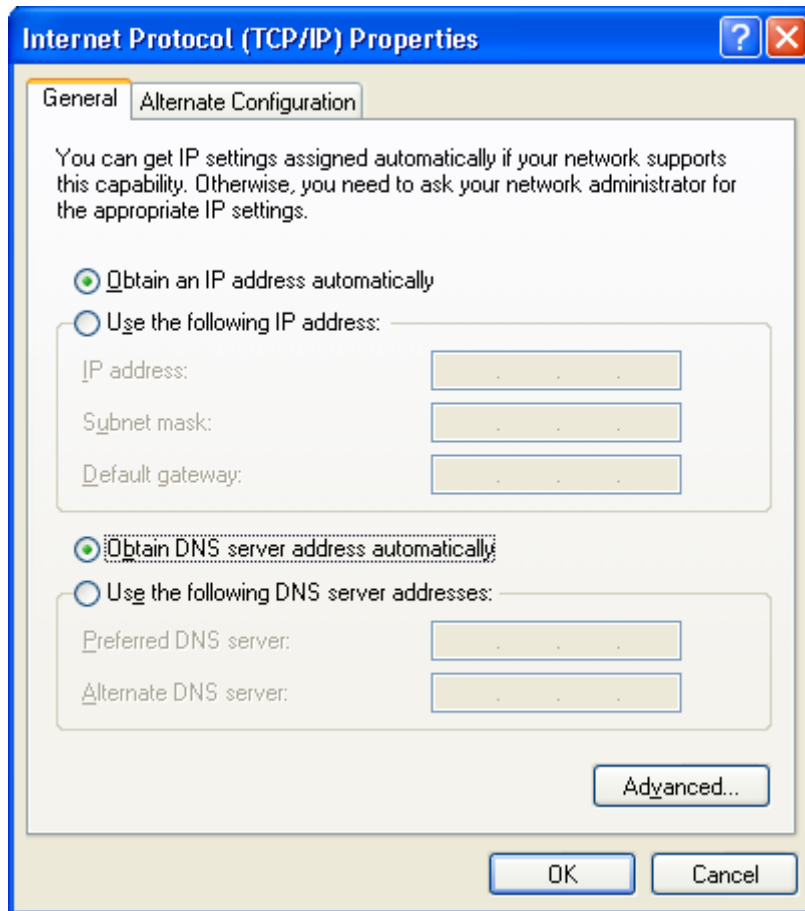 Internet Protocol (TCP/IP) Properties
General
Alternate Configuration
You can get IP settings assigned automatically if your network supports
this capability. Otherwise, you need to ask your network administrator for
the appropriate IP settings.
Obtain an IP address automatically
Use the following IP address:
IP address:
Subnet mask:
Default gateway:
Obtain DNS server address automatically
Use the following DNS server addresses:
Preferred DNS server:
Alternate DNS server:
Advanced...
OK
Cancel